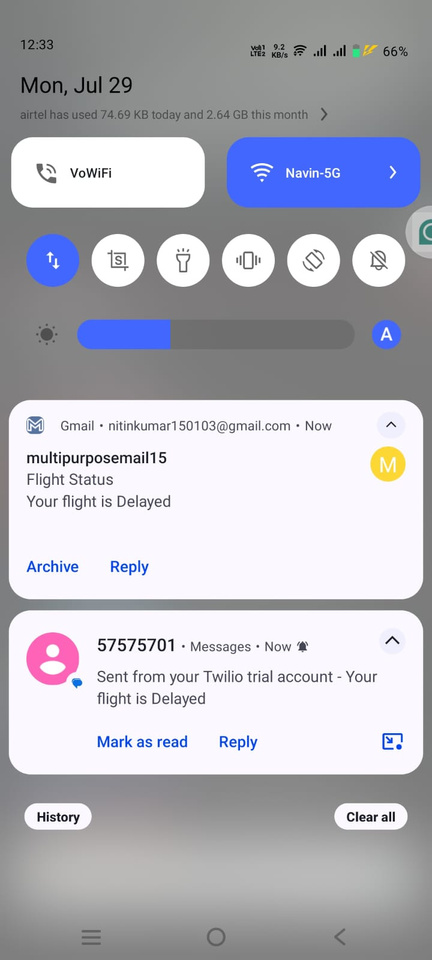 12:33
Vo1)
LTE2
9.2
KB/s
66%
Mon, Jul 29
airtel has used 74.69 KB today and 2.64 GB this month
VoWiFi
Navin-5G
S
A
Gmail • nitinkumar150103@gmail.com • Now
multipurposemail15
M
Flight Status
Your flight is Delayed
Archive Reply
57575701 • Messages • Now
Sent from your Twilio trial account - Your
flight is Delayed
Mark as read Reply
History Clear all